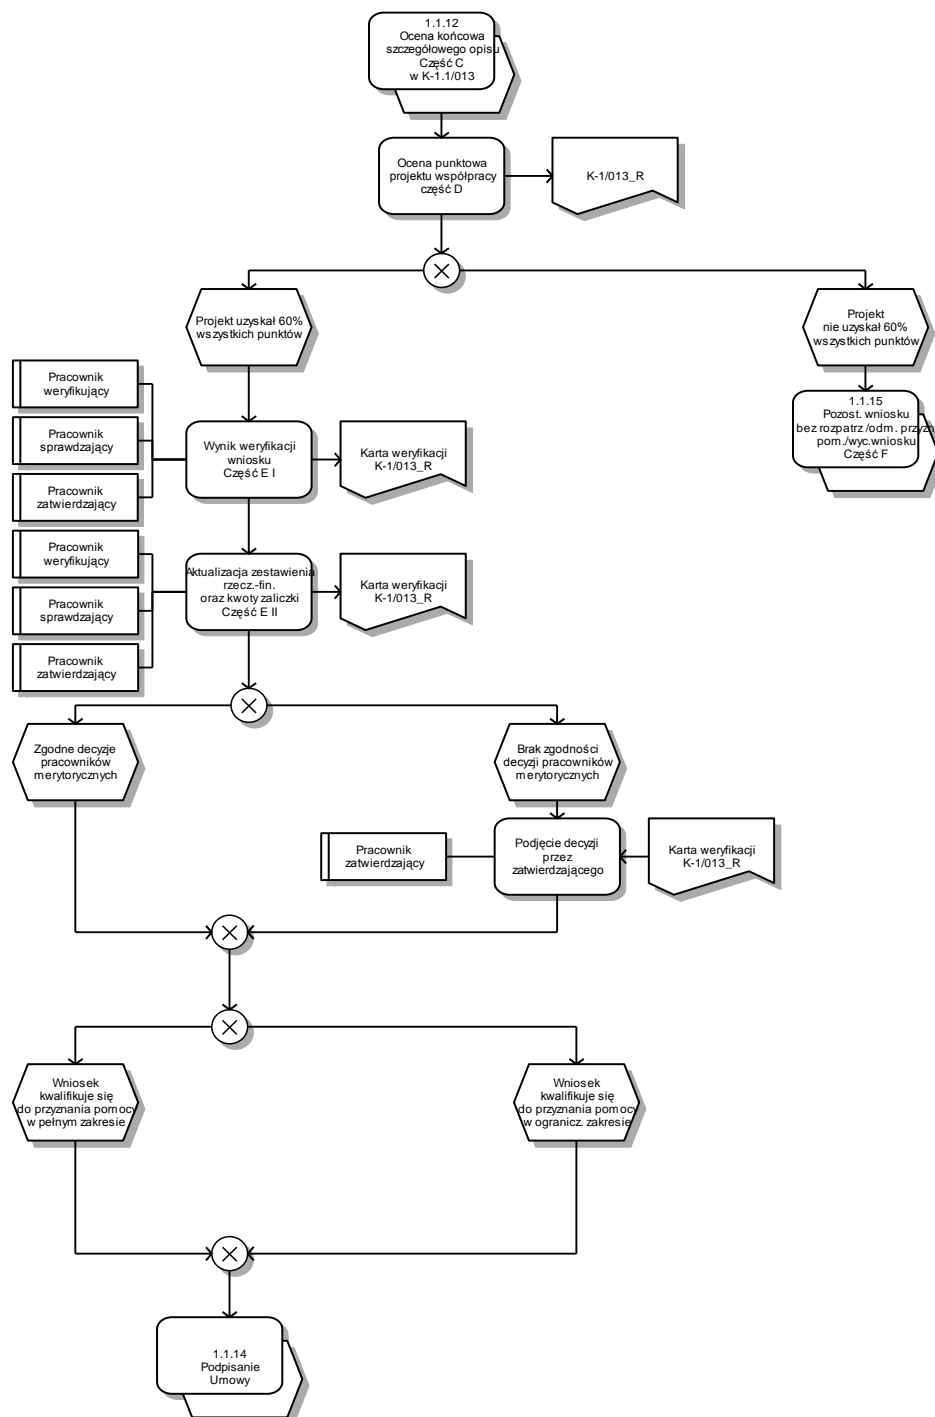 1.1.12
Ocena końcowa
szczegółowego opisu
Część C
w K-1.1/013
Ocena punktowa
projektu współpracy
część D
K-1/013_R
Projekt uzyskał 60%
wszystkich punktów
Projekt
nie uzyskał 60%
wszystkich punktów
Pracownik
weryfikujący
Pracownik
sprawdzający
Pracownik
zatwierdzający
Wynik weryfikacji
wniosku
Część E I
Karta weryfikacji
K-1/013_R
1.1.15
Pozost. wniosku
bez rozpatrz /odm. przyzn
pom./wyc.wniosku
Część F
Pracownik
weryfikujący
Pracownik
sprawdzający
Pracownik
zatwierdzający
Aktualizacja zestawienia
rzecz.-fin.
oraz kwoty zaliczki
Część E II
Karta weryfikacji
K-1/013_R
Zgodne decyzje
pracowników
merytorycznych
Brak zgodności
decyzji pracowników
merytorycznych
Pracownik
zatwierdzający
Podjęcie decyzji
przez
zatwierdzającego
Karta weryfikacji
K-1/013_R
Wniosek
kwalifikuje się
do przyznania pomocy
w pełnym zakresie
Wniosek
kwalifikuje się
do przyznania pomocy
w ogranicz. zakresie
1.1.14
Podpisanie
Umowy